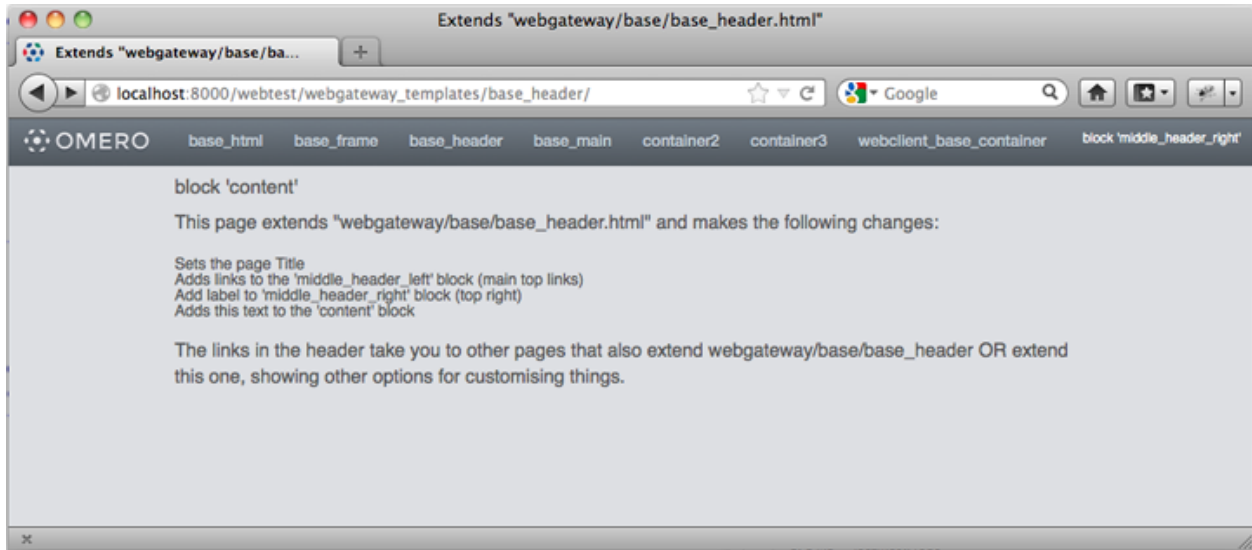 Extends "webgateway/base/base_header.html"
Extends "webgateway/base/ba...
localhost:8000/webtest/webgateway_templates/base_header/
Google
OMERO base_html base_frame base_header base_main container2 container3 webclient_base_container block 'middle_header_right'
block 'content'
This page extends "webgateway/base/base_header.html" and makes the following changes:
Sets the page Title
Adds links to the 'middle_header_left' block (main top links)
Add label to 'middle_header_right' block (top right)
Adds this text to the 'content' block
The links in the header take you to other pages that also extend webgateway/base/base_header OR extend
this one, showing other options for customising things.